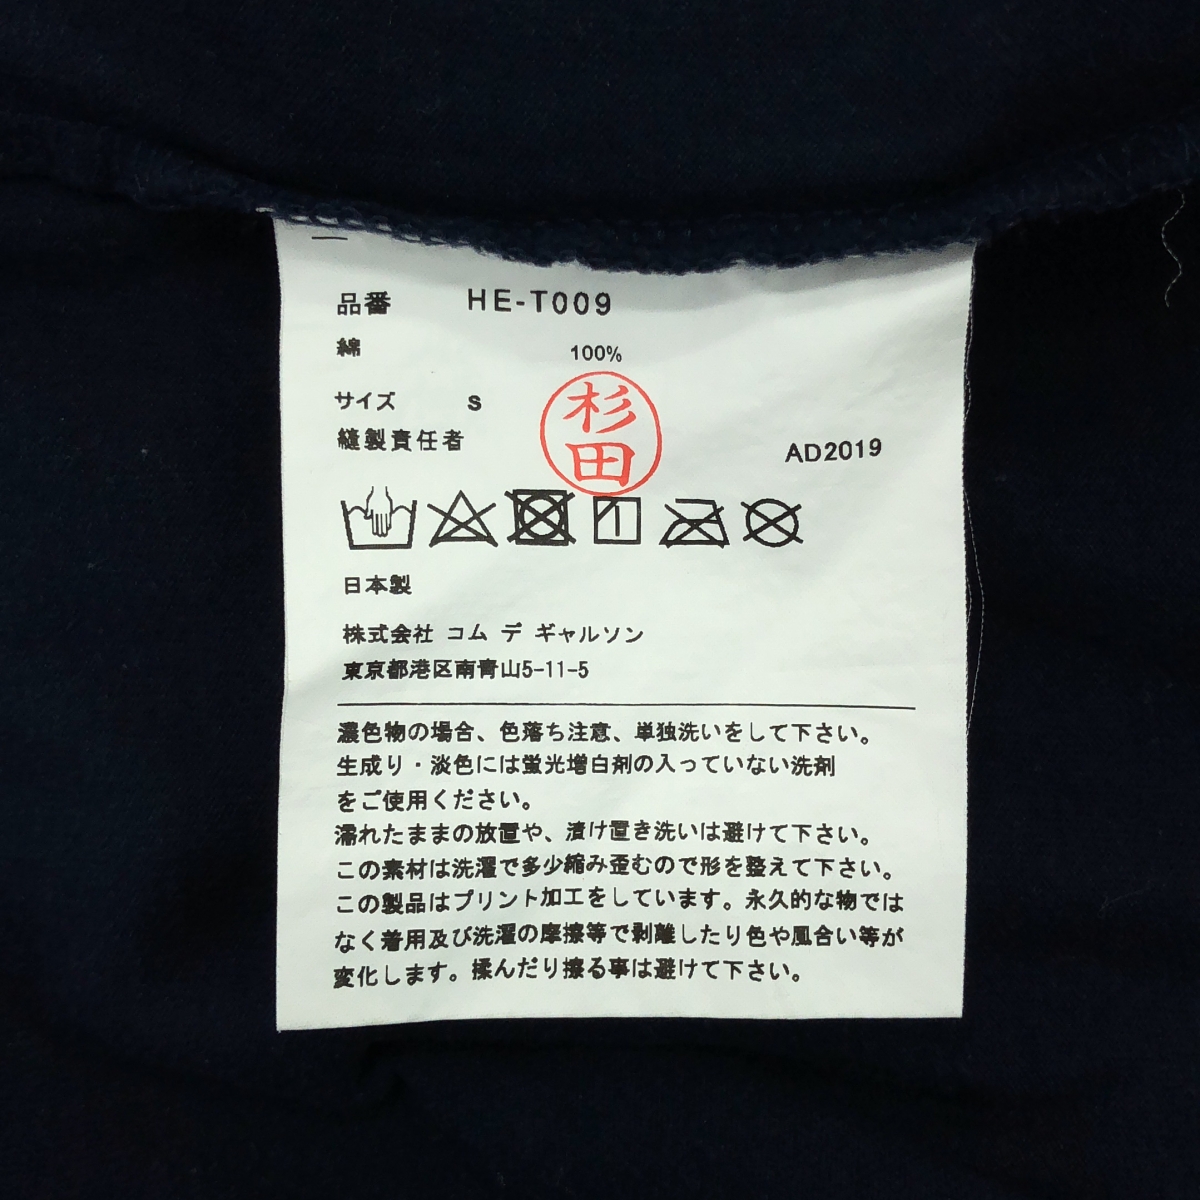 品番 HE-T009
綿 100%
サイズ S
縫製責任者 杉田 AD2019
日本製
株式会社 コム デ ギャルソン
東京都港区南青山5-11-5
濃色物の場合、色落ち注意、単独洗いをして下さい。
生成り・淡色には蛍光増白剤の入っていない洗剤
をご使用ください。
濡れたままの放置や、漬け置き洗いは避けて下さい。
この素材は洗濯で多少縮み歪むので形を整えて下さい。
この製品はプリント加工をしています。永久的な物では
なく着用及び洗濯の摩擦等で剥離したり色や風合い等が
変化します。揉んだり擦る事は避けて下さい。